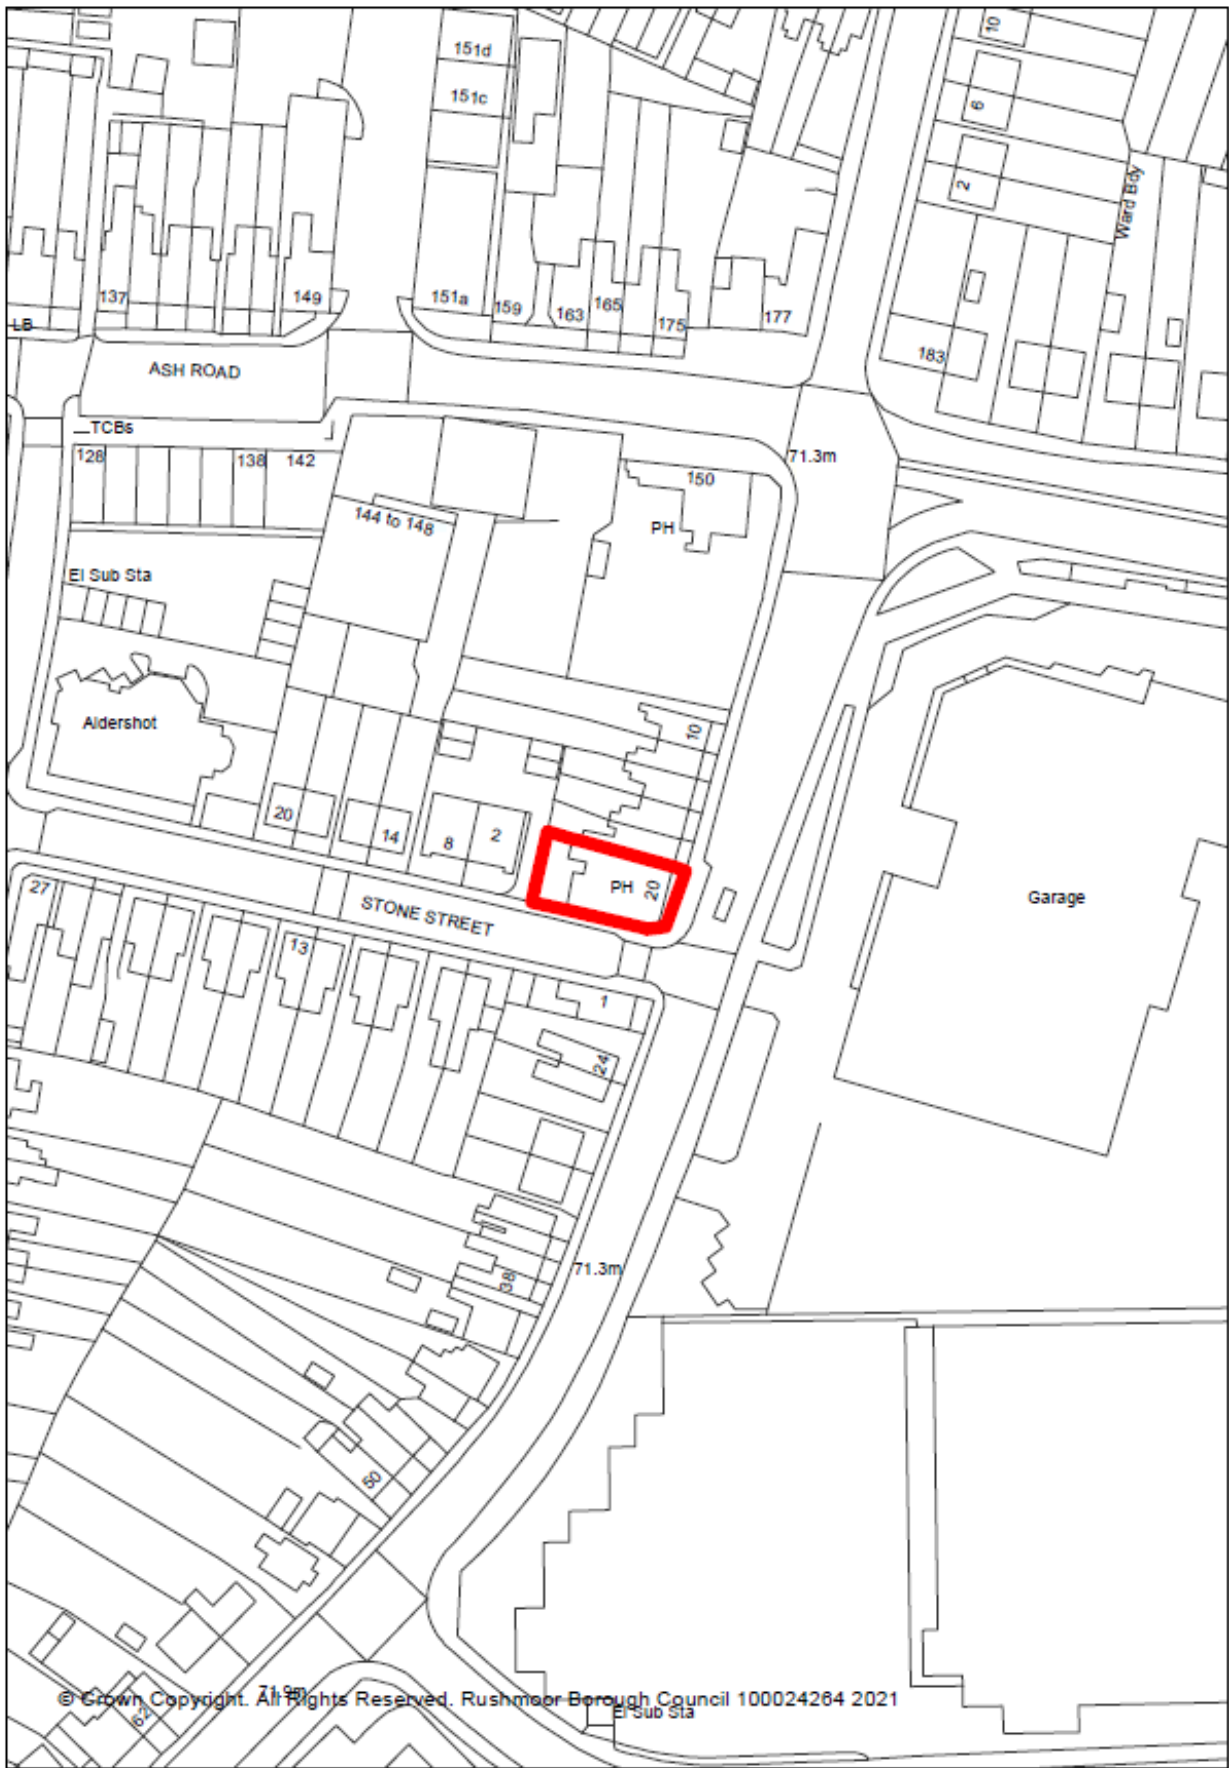 10
151d
151c
6
2
Ward Bdy
137
149
151a
159
163
165
175
177
LB
183
ASH ROAD
TCBs
128
138
142
71.3m
150
144 to 148
PH
El Sub Sta
Aldershot
10
20
14
8
2
PH
20
Garage
27
STONE STREET
13
1
24
71.3m
38
50
71.9m
© Crown Copyright. All Rights Reserved. Rushmoor Borough Council 100024264 2021
62
El Sub Sta